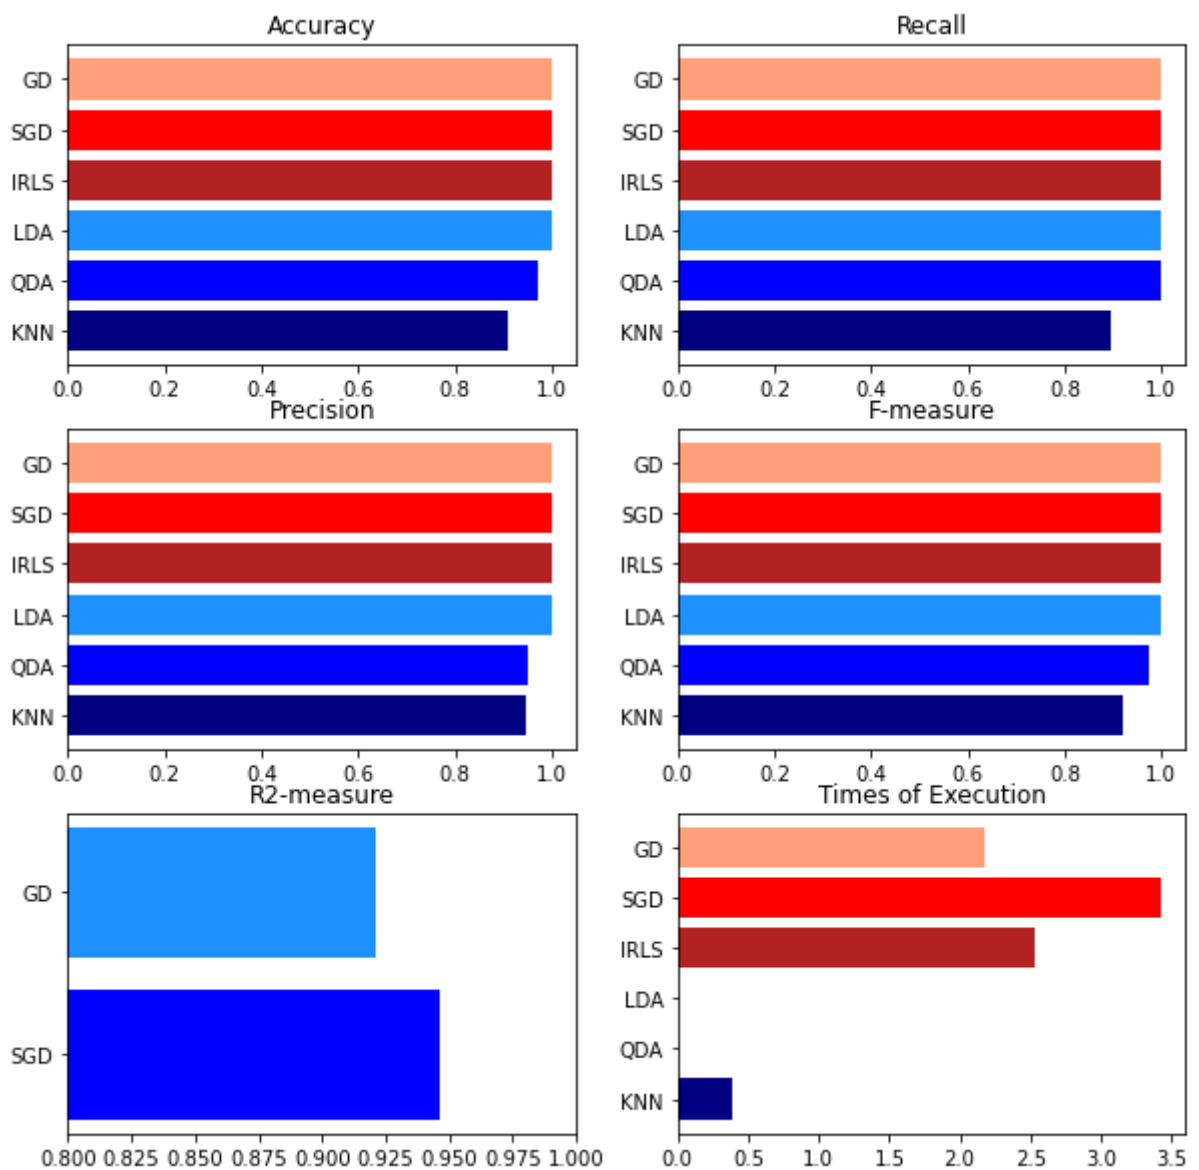 Accuracy
GD
SGD
IRLS
LDA
QDA
KNN
0.0 0.2 0.4 0.6 0.8 1.0
Recall
GD
SGD
IRLS
LDA
QDA
KNN
0.0 0.2 0.4 0.6 0.8 1.0
Precision
GD
SGD
IRLS
LDA
QDA
KNN
0.0 0.2 0.4 0.6 0.8 1.0
F-measure
GD
SGD
IRLS
LDA
QDA
KNN
0.0 0.2 0.4 0.6 0.8 1.0
R2-measure
GD
SGD
0.800 0.825 0.850 0.875 0.900 0.925 0.950 0.975 1.000
Times of Execution
GD
SGD
IRLS
LDA
QDA
KNN
0.0 0.5 1.0 1.5 2.0 2.5 3.0 3.5